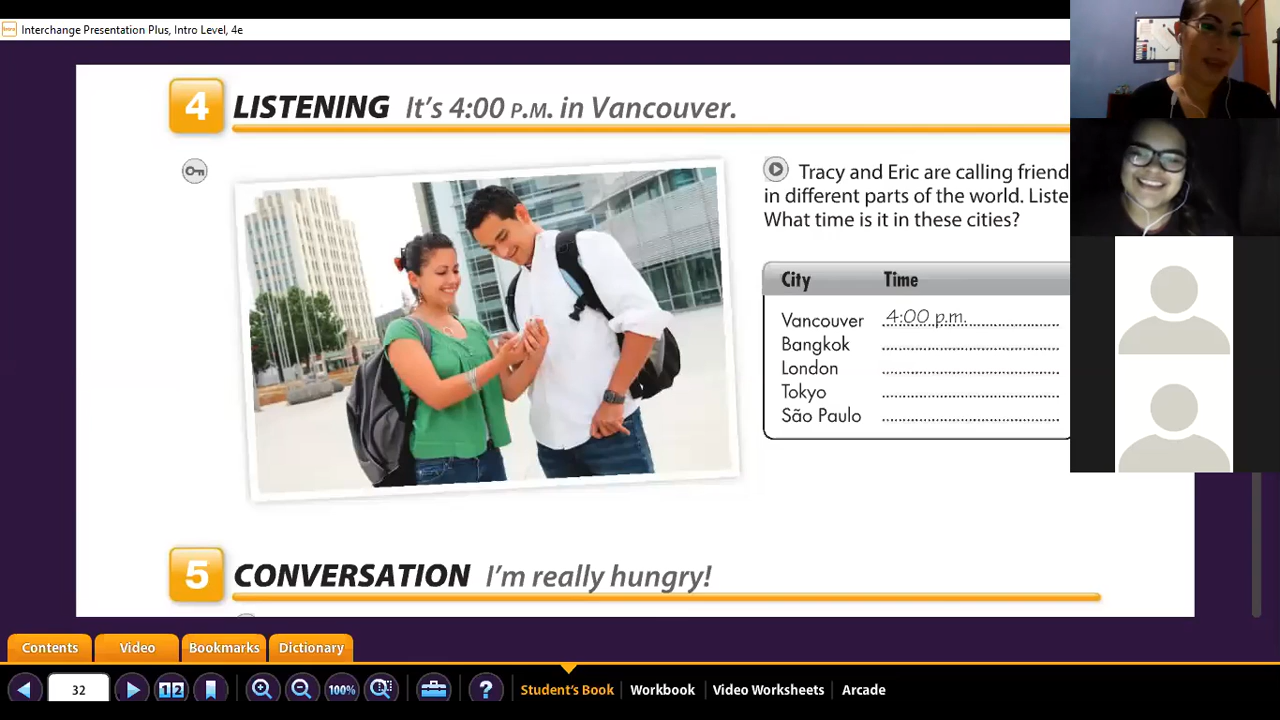 Interchange Presentation Plus, Intro Level, 4e
4 LISTENING It's 4:00 P.M. in Vancouver.
Tracy and Eric are calling friend
in different parts of the world. Liste
What time is it in these cities?
City Time
Vancouver 4:00 p.m.
Bangkok
London
Tokyo
São Paulo
5 CONVERSATION I'm really hungry!
Contents Video Bookmarks Dictionary
32 1 2 100% ? Student's Book Workbook Video Worksheets Arcade